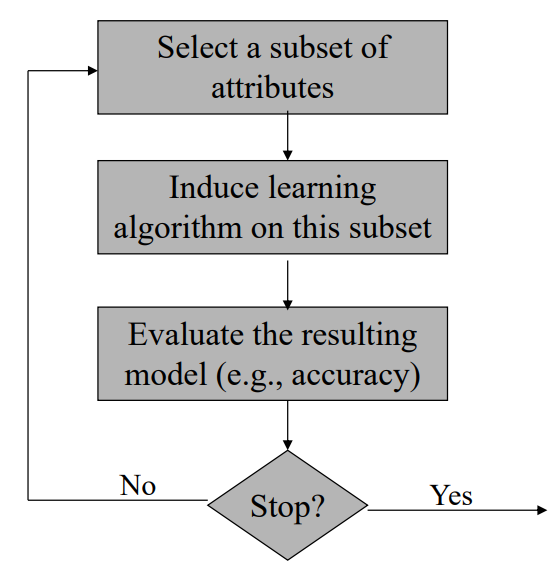 Select a subset of
attributes
Induce learning
algorithm on this subset
Evaluate the resulting
model (e.g., accuracy)
No
Stop?
Yes